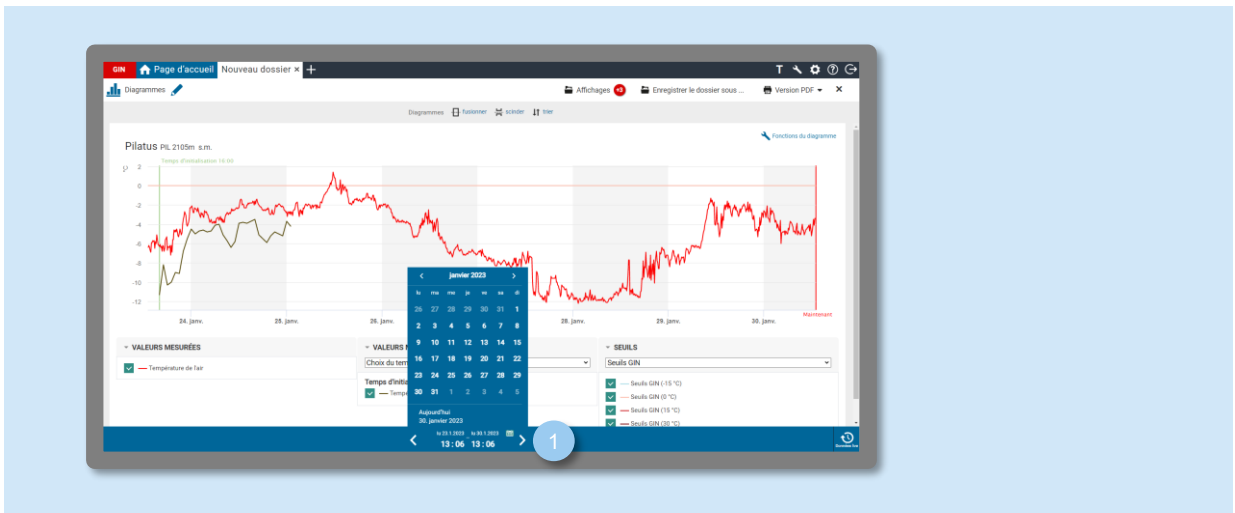 GIN Page d'accueil Nouveau dossier × + T
Diagrammes Affichages +3 Enregistrer le dossier sous ... Version PDF ×
Diagrammes fusionner scinder trier
Fonctions du diagramme
Pilatus PIL 2105m s.m.
Temps d'initialisation
2
0
-2
-4
-6
-8
-10
-12
Maintenant
24. janv. 25. janv. 26. janv. 28. janv. 29. janv. 30. janv.
‹ janvier 2023 ›
lu ma me je ve sa di
26 27 28 29 30 31 1
2 3 4 5 6 7 8
9 10 11 12 13 14 15
16 17 18 19 20 21 22
23 24 25 26 27 28 29
30 31 1 2 3 4 5
Aujourd'hui
30. janvier 2023
VALEURS MESURÉES
Température de l'air
VALEURS
Choix du
Temps d'initia
Temp
SEUILS
Seuils GIN
Seuils GIN (-15 °C)
Seuils GIN (0 °C)
Seuils GIN (15 °C)
Seuils GIN (30 °C)
lu 23.1.2023 - lu 30.1.2023
13 : 06 13 : 06
1